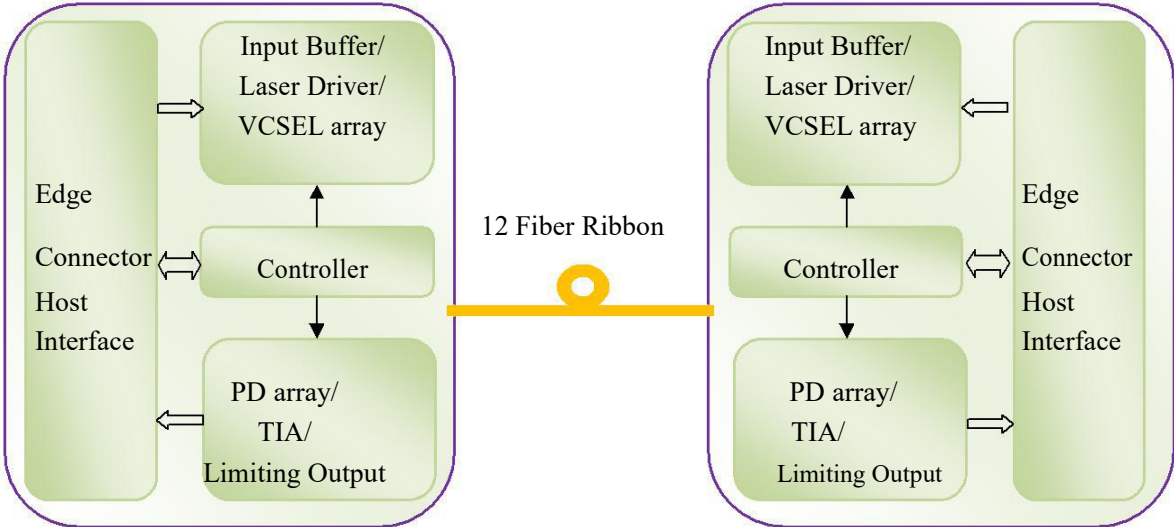 Input Buffer/
Laser Driver/
VCSEL array
Edge
Connector
Host
Interface
Controller
PD array/
TIA/
Limiting Output
12 Fiber Ribbon
Input Buffer/
Laser Driver/
VCSEL array
Edge
Connector
Host
Interface
Controller
PD array/
TIA/
Limiting Output